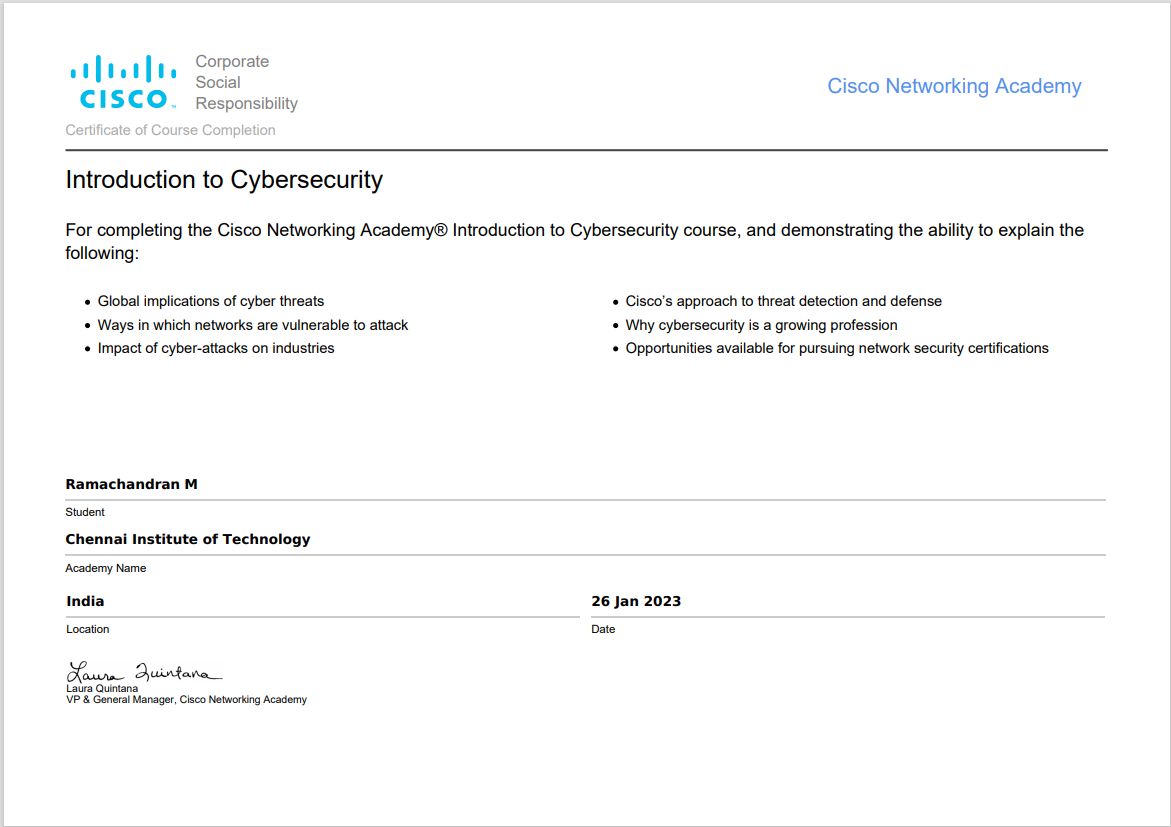 CISCO™
Corporate
Social
Responsibility
Cisco Networking Academy
Certificate of Course Completion
Introduction to Cybersecurity
For completing the Cisco Networking Academy® Introduction to Cybersecurity course, and demonstrating the ability to explain the
following:
• Global implications of cyber threats
• Ways in which networks are vulnerable to attack
• Impact of cyber-attacks on industries
• Cisco’s approach to threat detection and defense
• Why cybersecurity is a growing profession
• Opportunities available for pursuing network security certifications
Ramachandran M
Student
Chennai Institute of Technology
Academy Name
India
Location
26 Jan 2023
Date
Laura Quintana
Laura Quintana
VP & General Manager, Cisco Networking Academy